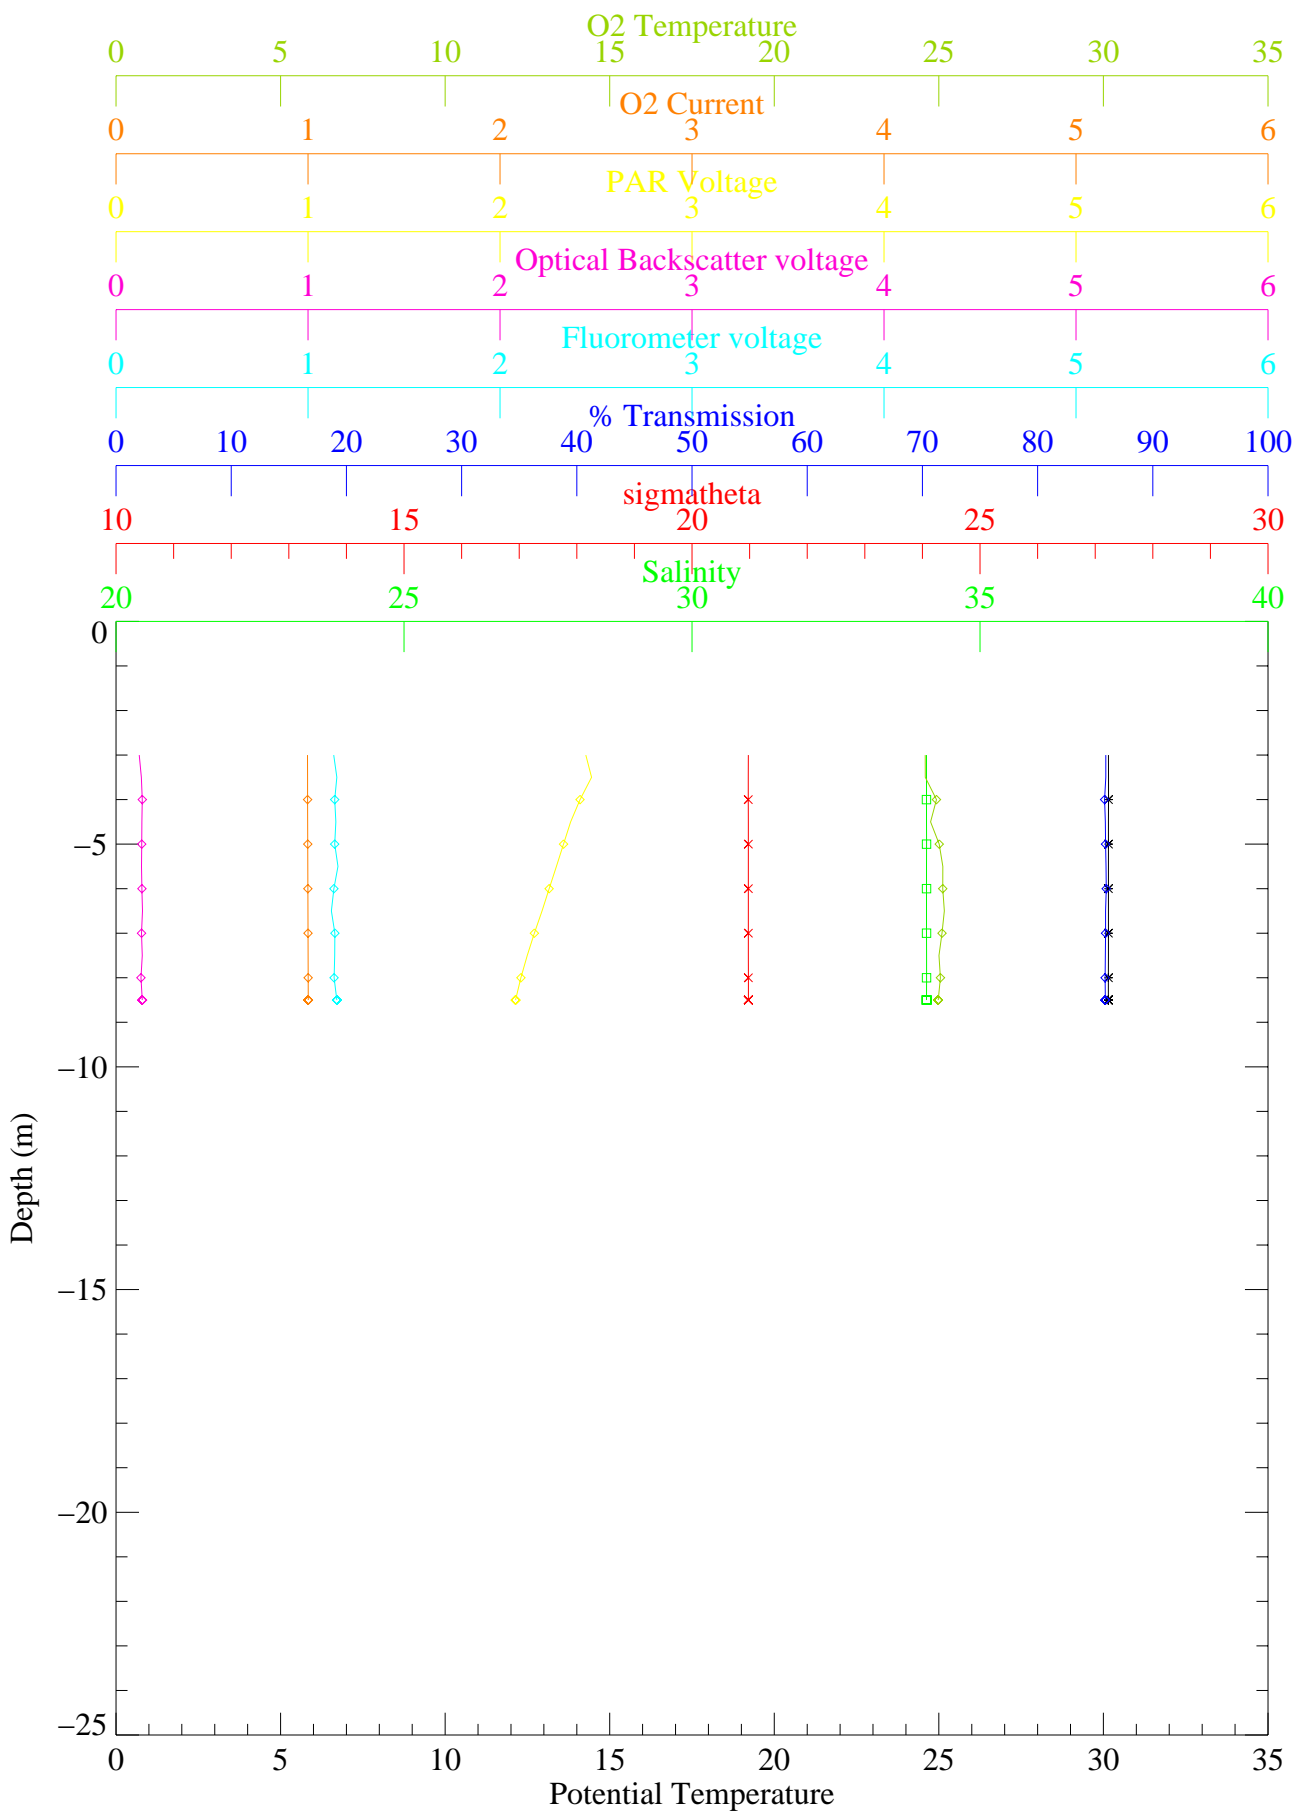 O2 Temperature
0 5 10 15 20 25 30 35
O2 Current
0 1 2 3 4 5 6
PAR Voltage
0 1 2 3 4 5 6
Optical Backscatter voltage
0 1 2 3 4 5 6
Fluorometer voltage
0 1 2 3 4 5 6
% Transmission
0 10 20 30 40 50 60 70 80 90 100
sigmatheta
10 15 20 25 30
Salinity
20 25 30 35 40
0
−5
−10
Depth (m)
−15
−20
−25
0 5 10 15 20 25 30 35
Potential Temperature